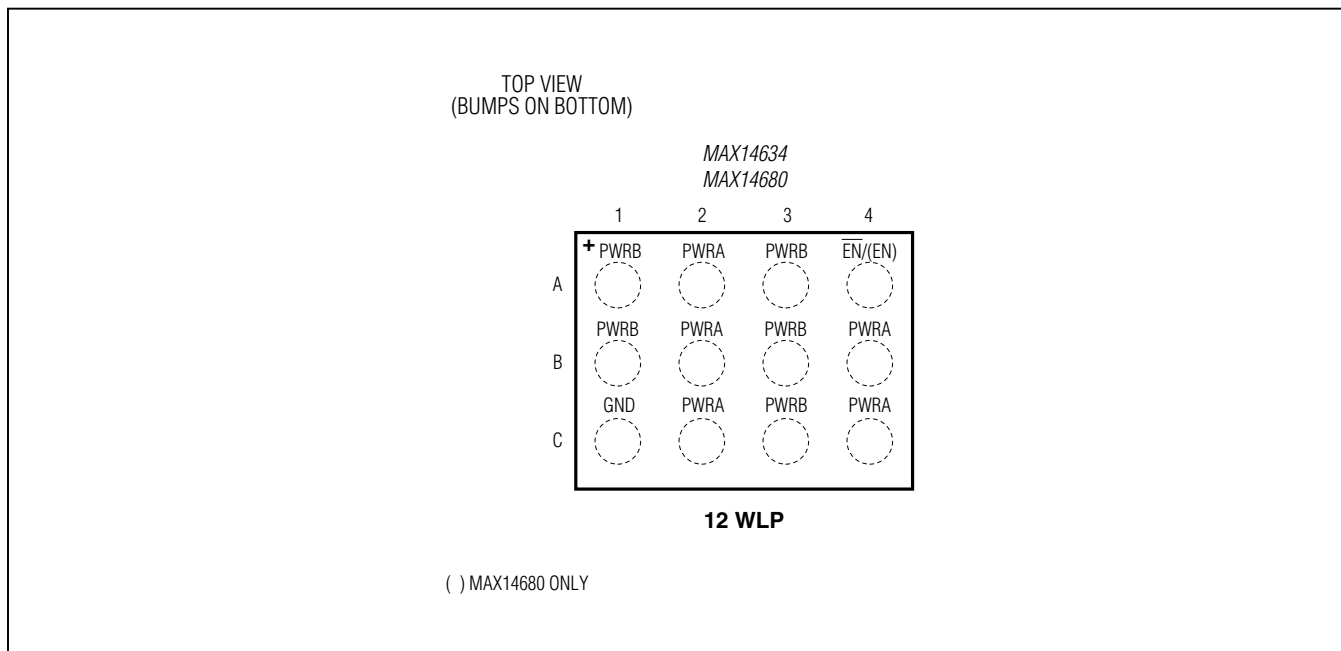 TOP VIEW
(BUMPS ON BOTTOM)
MAX14634
MAX14680
1 2 3 4
+ PWRB PWRA PWRB E̅N̅/(EN)
A
PWRB PWRA PWRB PWRA
B
GND PWRA PWRB PWRA
C
12 WLP
( ) MAX14680 ONLY